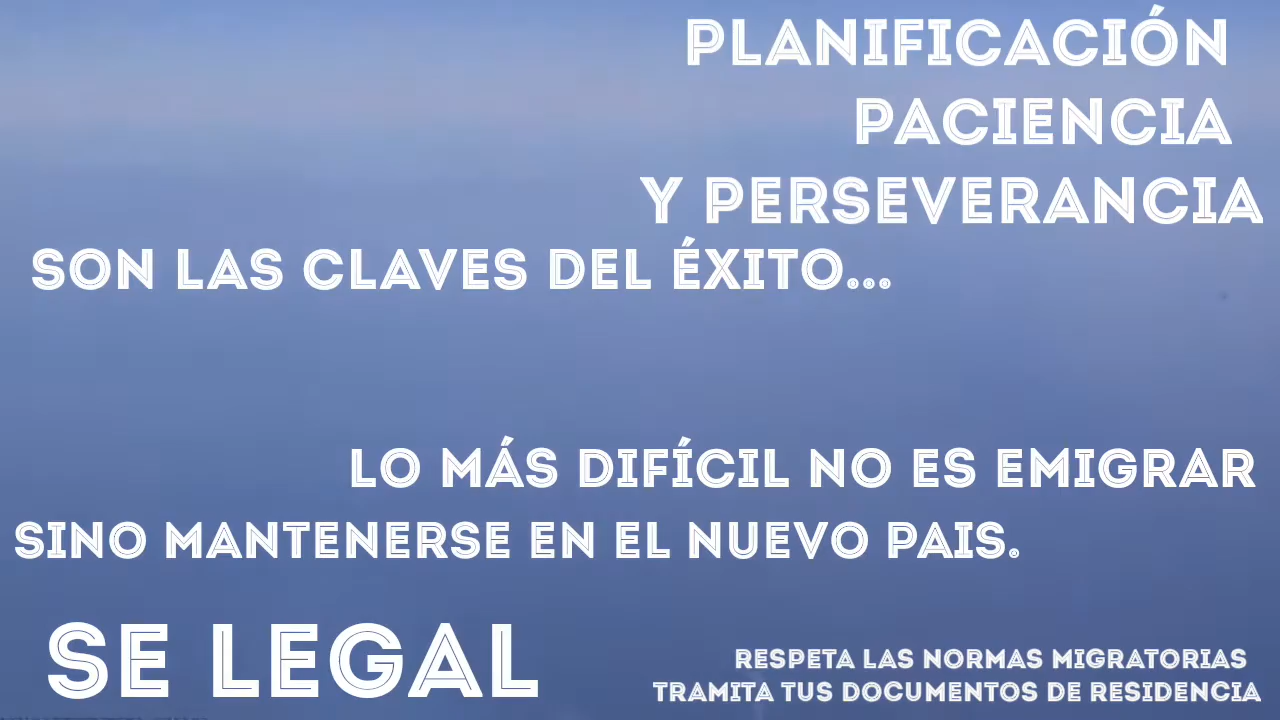 PLANIFICACIÓN
PACIENCIA
Y PERSEVERANCIA
SON LAS CLAVES DEL ÉXITO...
LO MÁS DIFÍCIL NO ES EMIGRAR
SINO MANTENERSE EN EL NUEVO PAIS.
SE LEGAL
RESPETA LAS NORMAS MIGRATORIAS
TRAMITA TUS DOCUMENTOS DE RESIDENCIA